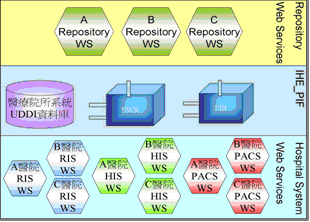 A
Repository
WS
B
Repository
WS
C
Repository
WS
Repository
Web Services
醫療院所系統
UDDI資料庫
SWR
PIF
IHE_PIF
A醫院
RIS
WS
B醫院
RIS
WS
C醫院
RIS
WS
A醫院
HIS
WS
B醫院
HIS
WS
C醫院
HIS
WS
A醫院
PACS
WS
B醫院
PACS
WS
C醫院
PACS
WS
Hospital System
Web Services